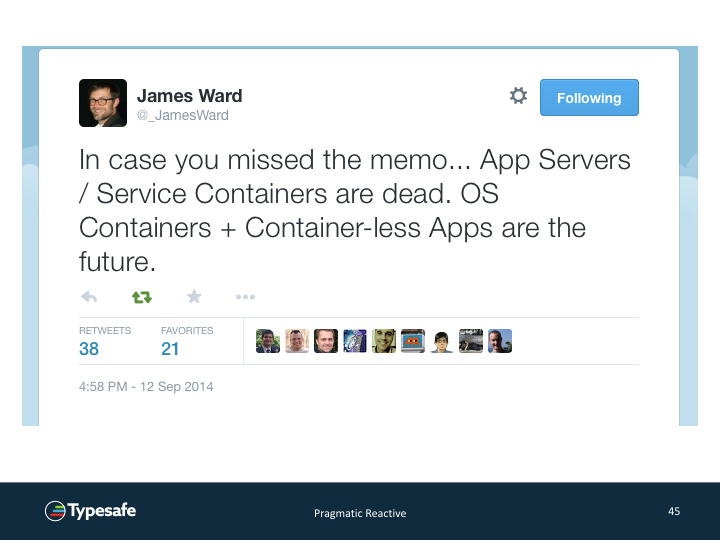 James Ward
@_JamesWard
Following
In case you missed the memo... App Servers
/ Service Containers are dead. OS
Containers + Container-less Apps are the
future.
RETWEETS
38
FAVORITES
21
4:58 PM - 12 Sep 2014
Typesafe
Pragmatic Reactive
45